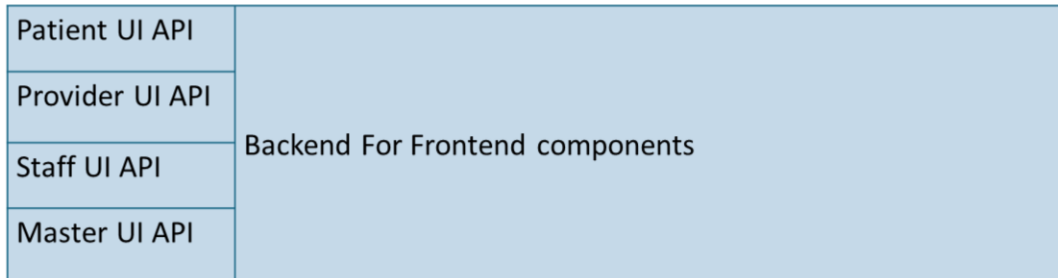 Patient UI API
Provider UI API
Staff UI API
Master UI API
Backend For Frontend components